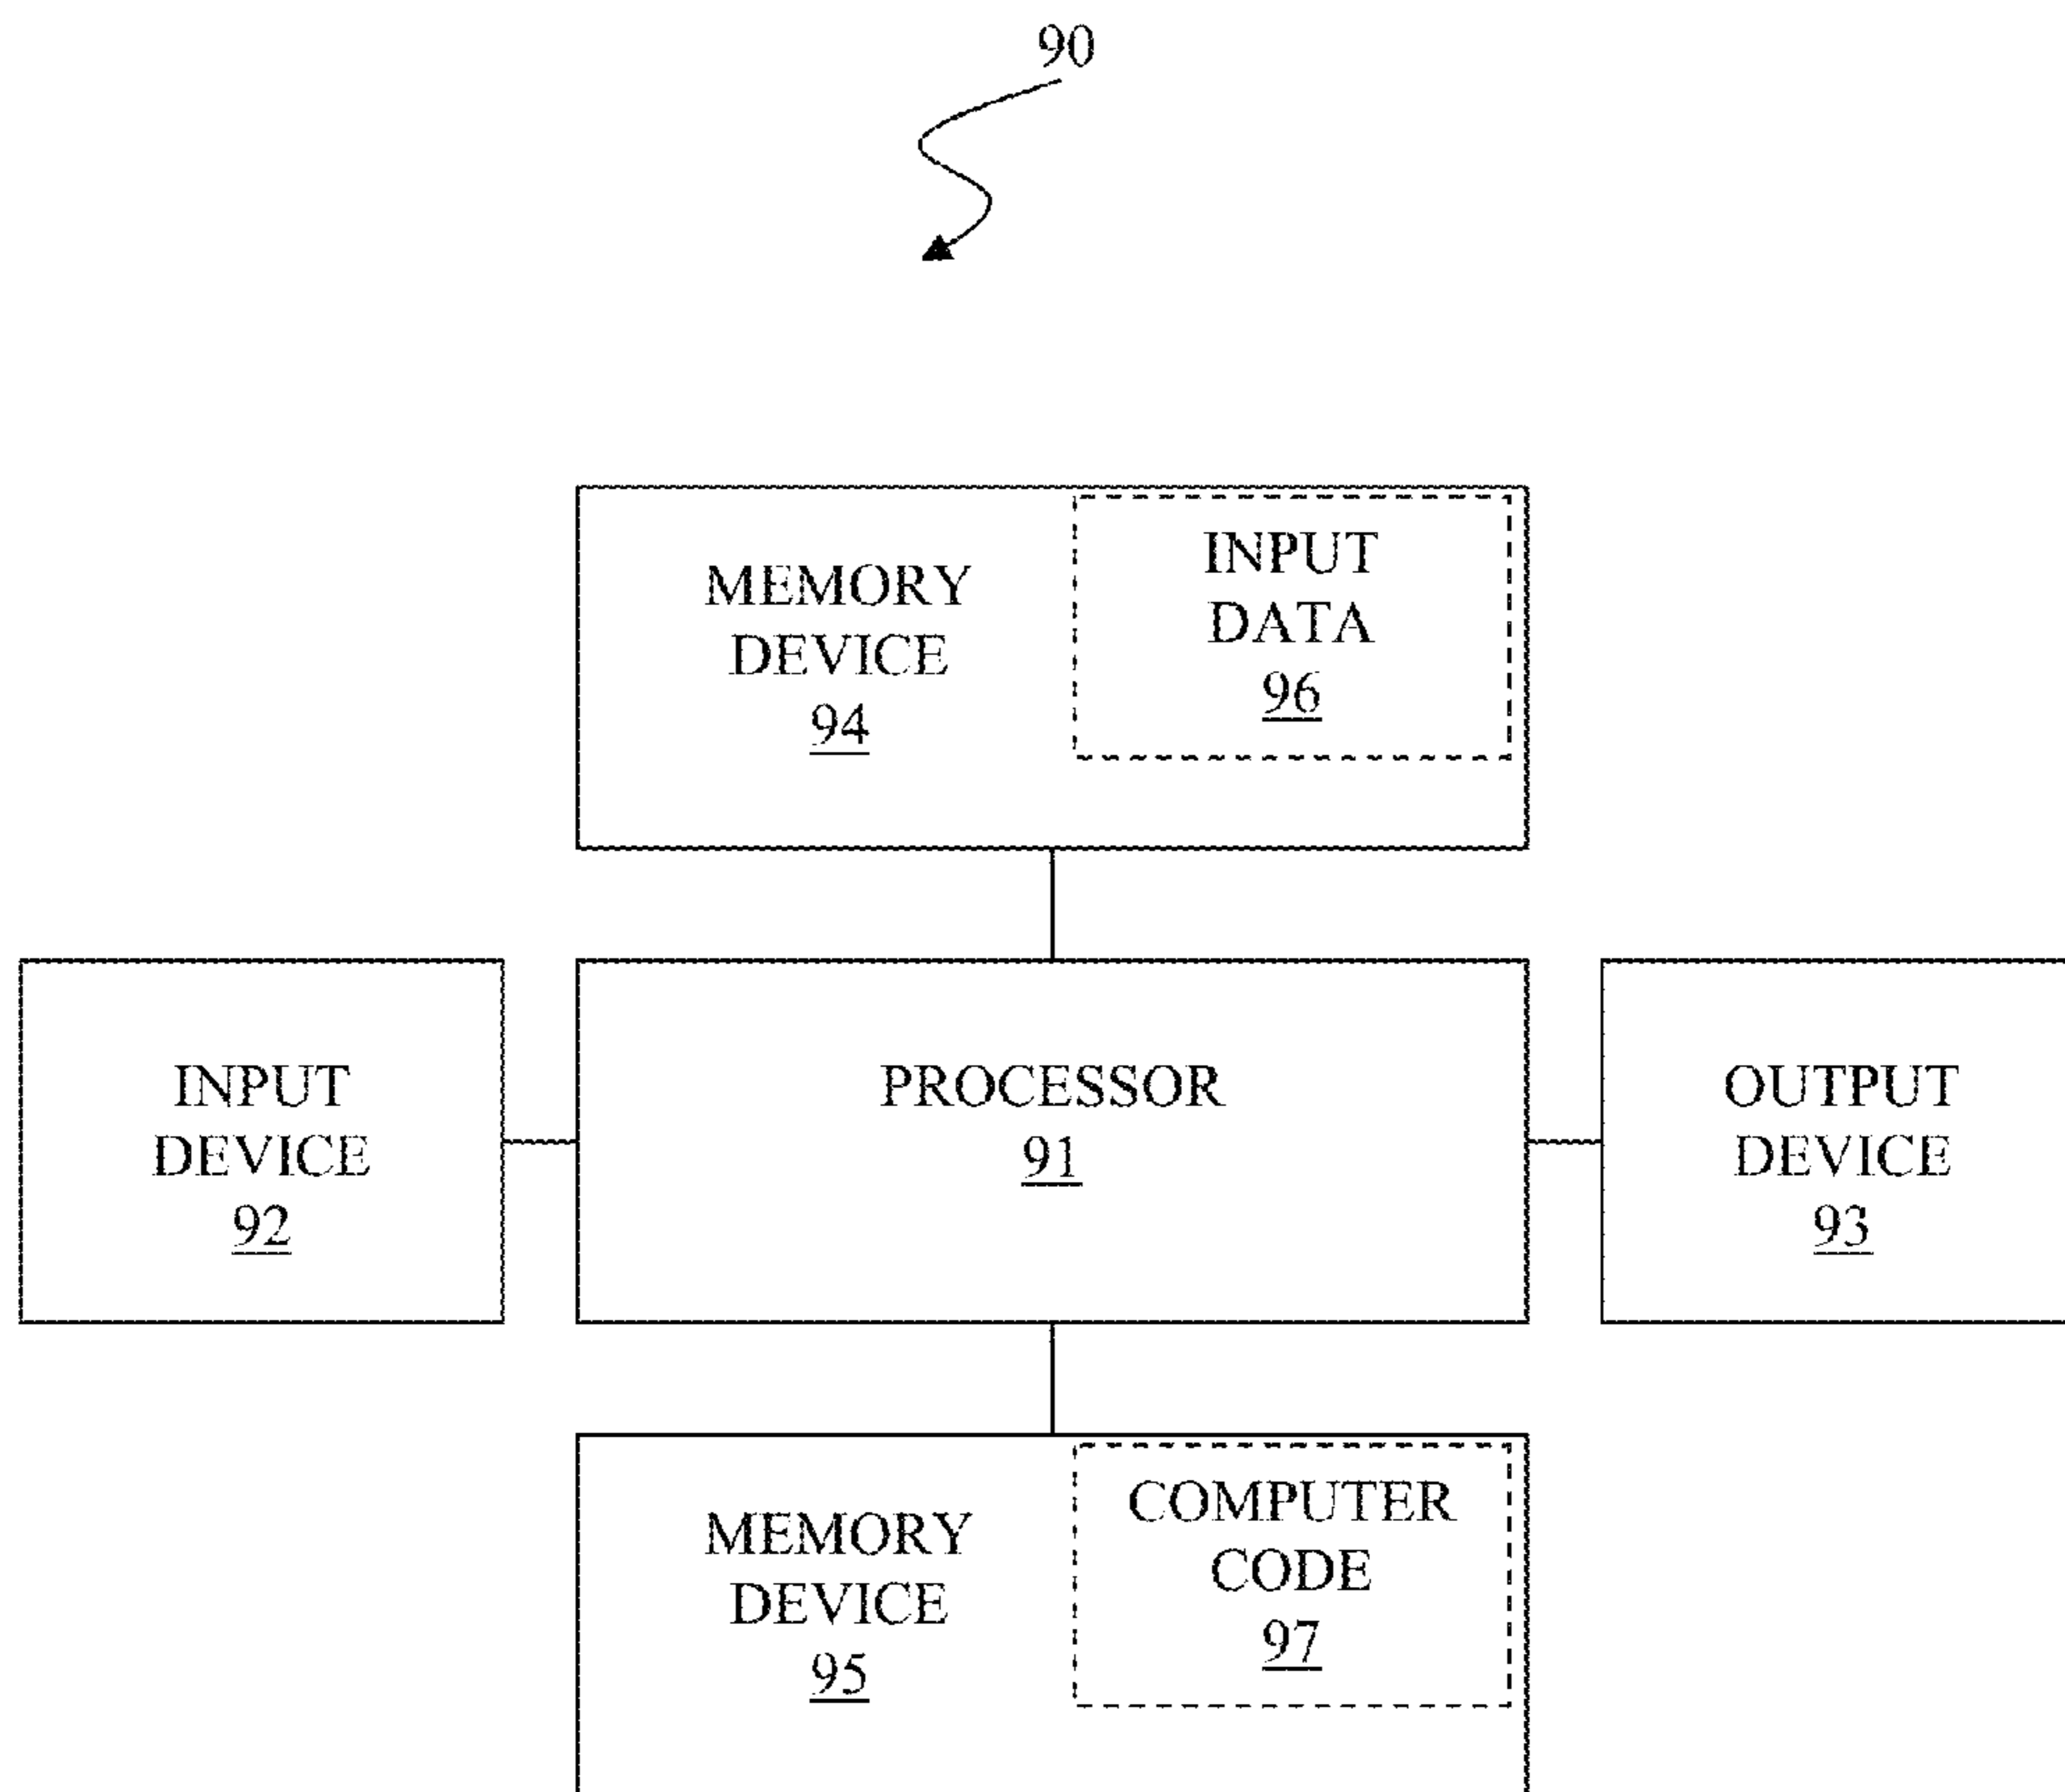 90
MEMORY
DEVICE
94
INPUT
DATA
96
INPUT
DEVICE
92
PROCESSOR
91
OUTPUT
DEVICE
93
MEMORY
DEVICE
95
COMPUTER
CODE
97